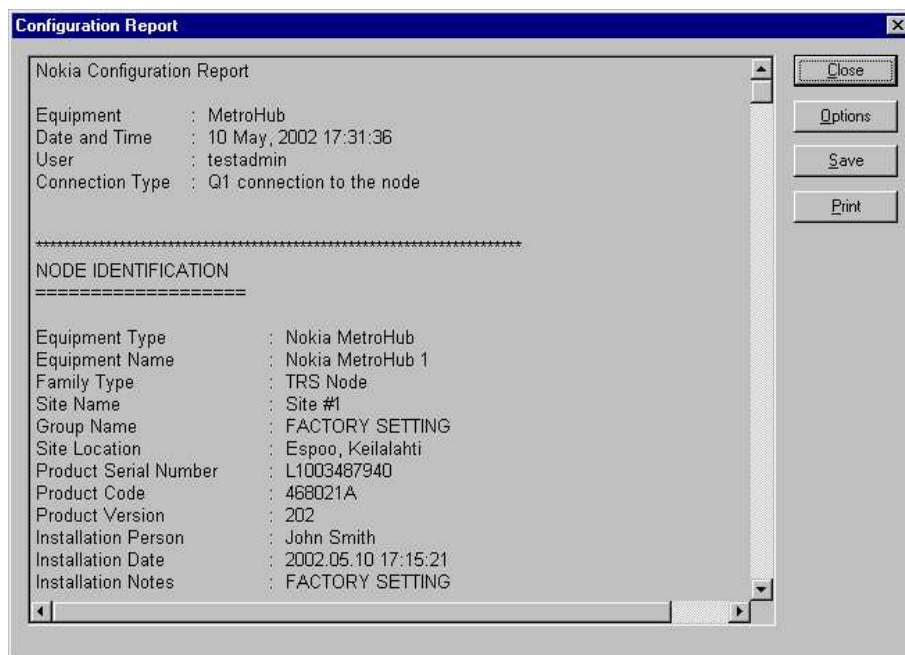 Configuration Report
Nokia Configuration Report
Equipment : MetroHub
Date and Time : 10 May, 2002 17:31:36
User : testadmin
Connection Type : Q1 connection to the node
**********************************************************************
NODE IDENTIFICATION
===================
Equipment Type : Nokia MetroHub
Equipment Name : Nokia MetroHub 1
Family Type : TRS Node
Site Name : Site #1
Group Name : FACTORY SETTING
Site Location : Espoo, Keilalahti
Product Serial Number : L1003487940
Product Code : 468021A
Product Version : 202
Installation Person : John Smith
Installation Date : 2002.05.10 17:15:21
Installation Notes : FACTORY SETTING
Close
Options
Save
Print